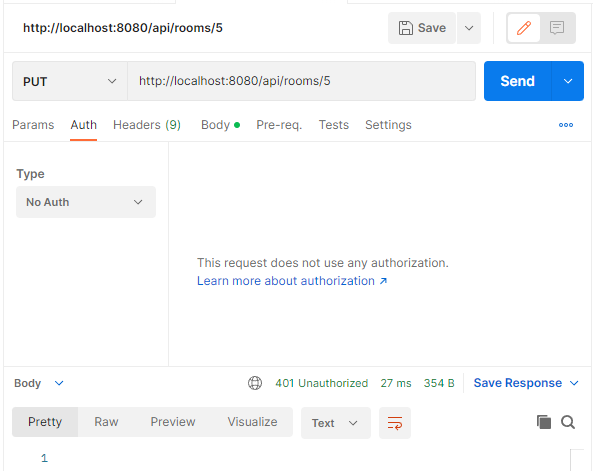 http://localhost:8080/api/rooms/5 Save
PUT http://localhost:8080/api/rooms/5 Send
Params Auth Headers (9) Body Pre-req. Tests Settings
Type
No Auth
This request does not use any authorization.
Learn more about authorization ↗
Body 401 Unauthorized 27 ms 354 B Save Response
Pretty Raw Preview Visualize Text
1